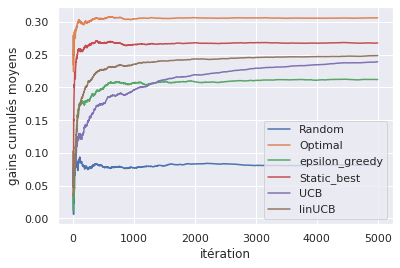 gains cumulés moyens
0.30
0.25
0.20
0.15
0.10
0.05
0.00
0
1000
2000
3000
4000
5000
itération
Random
Optimal
epsilon_greedy
Static_best
UCB
linUCB